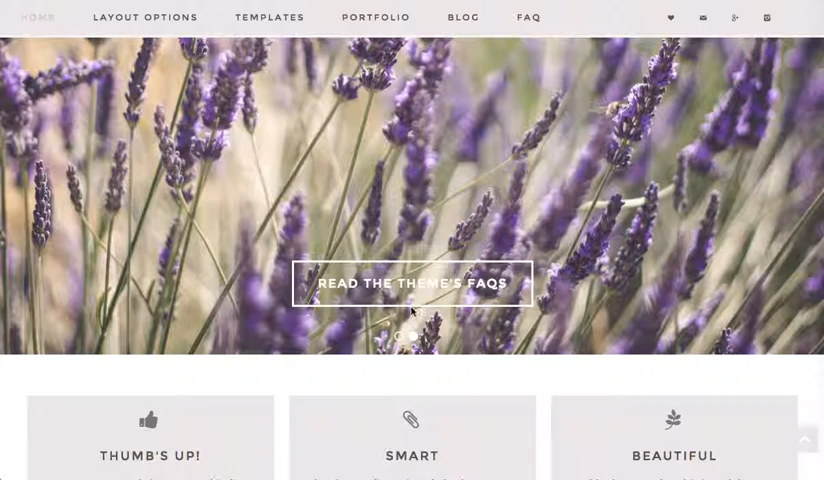 HOME LAYOUT OPTIONS TEMPLATES PORTFOLIO BLOG FAQ
READ THE THEME'S FAQS
THUMB'S UP! SMART BEAUTIFUL